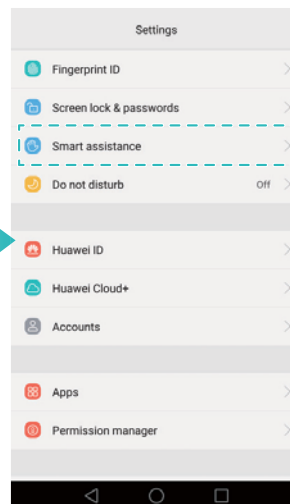 Settings
Fingerprint ID
Screen lock & passwords
Smart assistance
Do not disturb Off
Huawei ID
Huawei Cloud+
Accounts
Apps
Permission manager